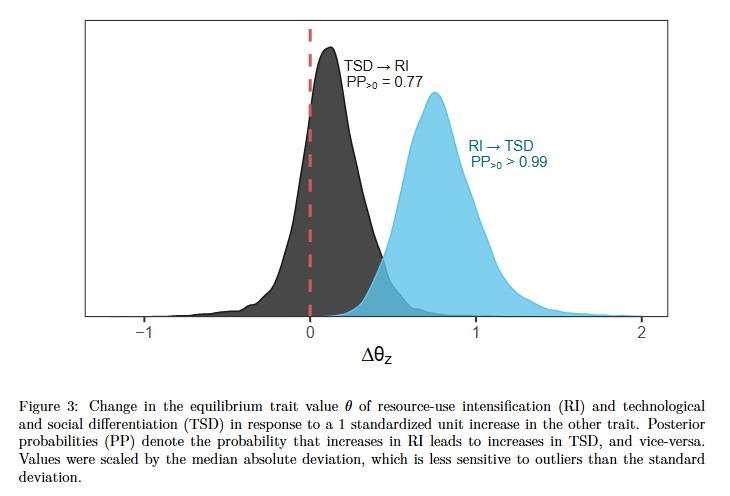 TSD → RI
PP>0 = 0.77
RI → TSD
PP>0 > 0.99
−1
0
1
2
Δθz
Figure 3: Change in the equilibrium trait value θ of resource-use intensification (RI) and technological
and social differentiation (TSD) in response to a 1 standardized unit increase in the other trait. Posterior
probabilities (PP) denote the probability that increases in RI leads to increases in TSD, and vice-versa.
Values were scaled by the median absolute deviation, which is less sensitive to outliers than the standard
deviation.